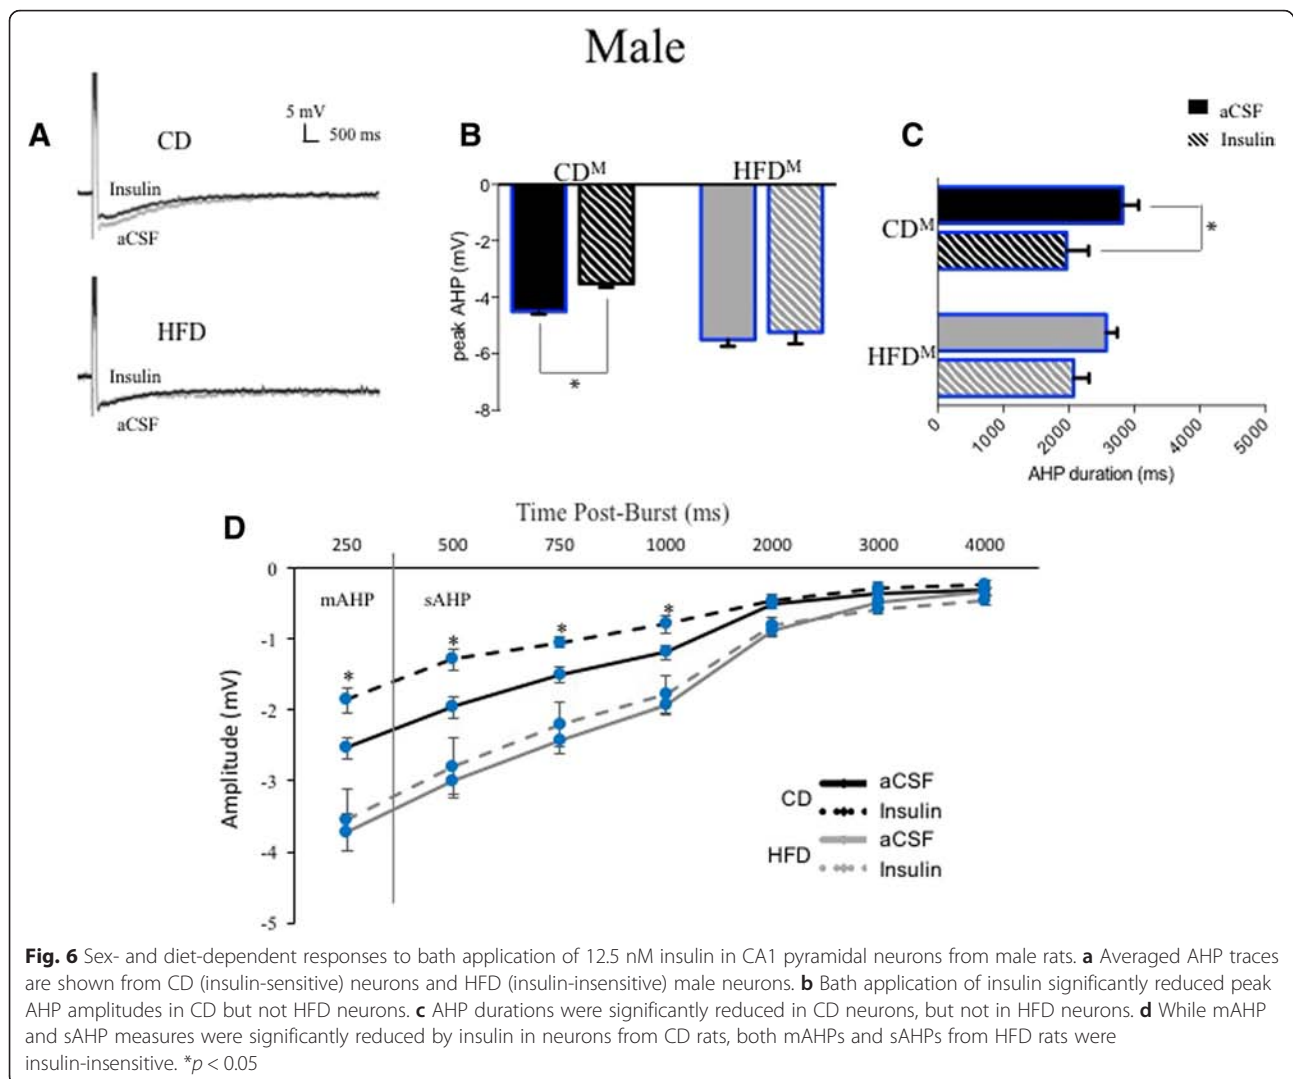 Male
A
CD
5 mV
500 ms
Insulin
aCSF
HFD
Insulin
aCSF
B
CDᴹ
HFDᴹ
0
-2
-4
-6
-8
peak AHP (mV)
*
C
aCSF
Insulin
CDᴹ
*
HFDᴹ
0
1000
2000
3000
4000
5000
AHP duration (ms)
D
Time Post-Burst (ms)
250 500 750 1000 2000 3000 4000
0
mAHP
sAHP
-1
-2
-3
-4
-5
Amplitude (mV)
*
*
*
*
CD
aCSF
Insulin
HFD
aCSF
Insulin
Fig. 6 Sex- and diet-dependent responses to bath application of 12.5 nM insulin in CA1 pyramidal neurons from male rats. a Averaged AHP traces
are shown from CD (insulin-sensitive) neurons and HFD (insulin-insensitive) male neurons. b Bath application of insulin significantly reduced peak
AHP amplitudes in CD but not HFD neurons. c AHP durations were significantly reduced in CD neurons, but not in HFD neurons. d While mAHP
and sAHP measures were significantly reduced by insulin in neurons from CD rats, both mAHPs and sAHPs from HFD rats were
insulin-insensitive. *p < 0.05